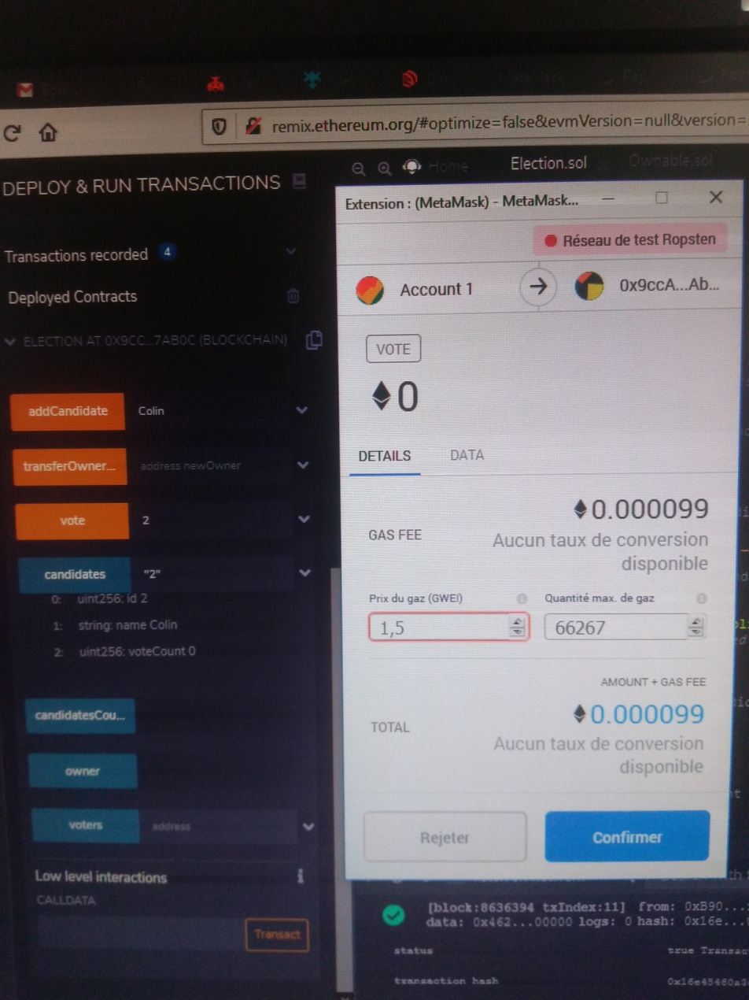 remix.ethereum.org/#optimize=false&evmVersion=null&version=
Home
Election.sol
Ownable.sol
DEPLOY & RUN TRANSACTIONS
Transactions recorded 4
Deployed Contracts
ELECTION AT 0X9CC...7AB0C (BLOCKCHAIN)
addCandidate Colin
transferOwner... address newOwner
vote 2
candidates "2"
0: uint256: id 2
1: string: name Colin
2: uint256: voteCount 0
candidatesCou...
owner
voters address
Low level interactions
CALLDATA
Transact
Extension : (MetaMask) - MetaMask...
Réseau de test Ropsten
Account 1
0x9ccA...Ab...
VOTE
0
DETAILS DATA
GAS FEE
0.000099
Aucun taux de conversion
disponible
Prix du gaz (GWEI) Quantité max. de gaz
1,5 66267
AMOUNT + GAS FEE
TOTAL
0.000099
Aucun taux de conversion
disponible
Rejeter Confirmer
[block:8636394 txIndex:11] from: 0xB90...
data: 0x462...00000 logs: 0 hash: 0x16e...
status true Transac
transaction hash 0x16e45460a